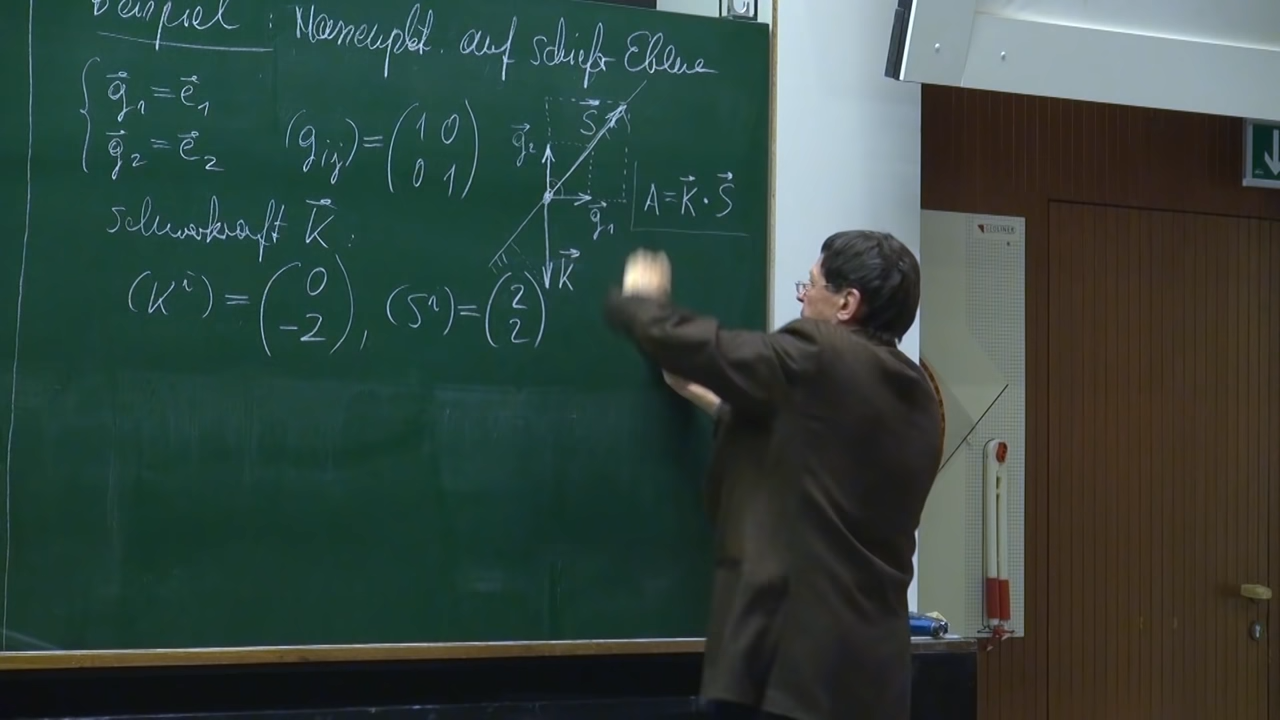 Beispiel : Massenpkt. auf schiefer Ebene
g⃗₁ = e⃗₁
g⃗₂ = e⃗₂
(gᵢⱼ) = (1 0
0 1)
g⃗₂
S⃗
g⃗₁
A = K⃗ · S⃗
Schwerkraft K⃗ :
K⃗
(Kⁱ) = (0
-2) , (Sⁱ) = (2
2)